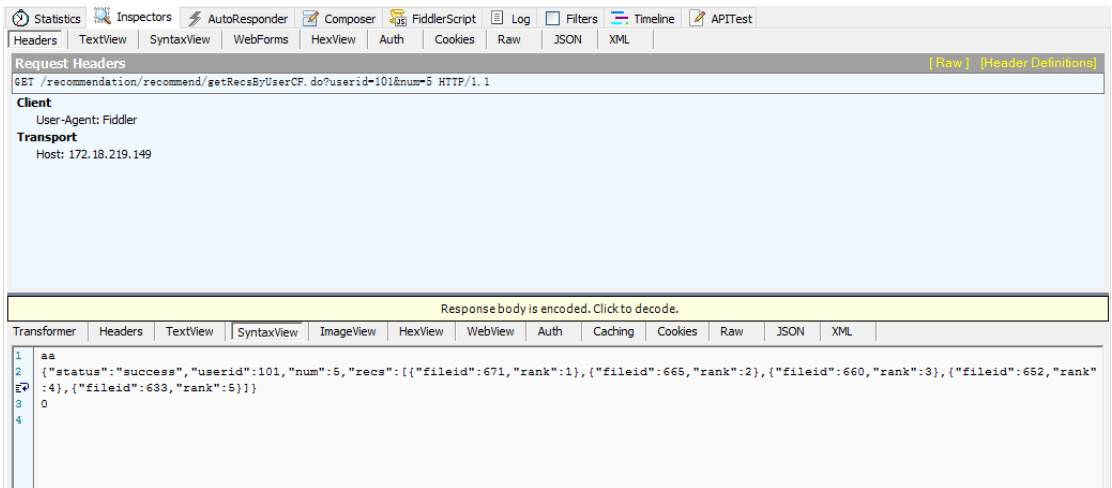 Statistics Inspectors AutoResponder Composer FiddlerScript Log Filters Timeline APITest
Headers TextView SyntaxView WebForms HexView Auth Cookies Raw JSON XML
Request Headers [ Raw ] [Header Definitions]
GET /recommendation/recommend/getRecsByUserCF.do?userid=101&num=5 HTTP/1.1
Client
User-Agent: Fiddler
Transport
Host: 172.18.219.149
Response body is encoded. Click to decode.
Transformer Headers TextView SyntaxView ImageView HexView WebView Auth Caching Cookies Raw JSON XML
1 aa
2 {"status":"success","userid":101,"num":5,"recs":[{"fileid":671,"rank":1},{"fileid":665,"rank":2},{"fileid":660,"rank":3},{"fileid":652,"rank"
:4},{"fileid":633,"rank":5}]}
3 0
4